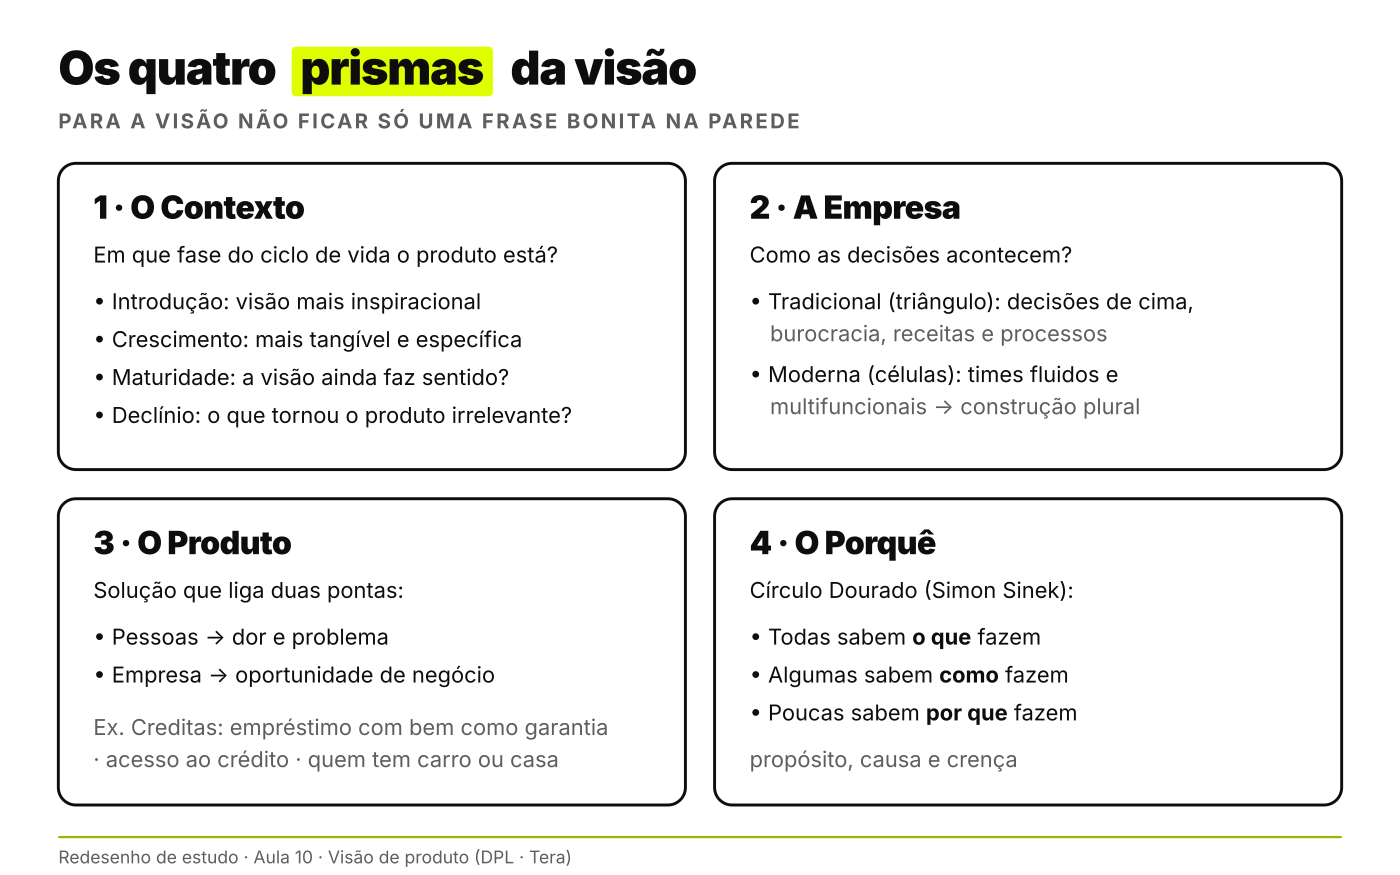 Os quatro prismas da visão
PARA A VISÃO NÃO FICAR SÓ UMA FRASE BONITA NA PAREDE
1 · O Contexto
Em que fase do ciclo de vida o produto está?
• Introdução: visão mais inspiracional
• Crescimento: mais tangível e específica
• Maturidade: a visão ainda faz sentido?
• Declínio: o que tornou o produto irrelevante?
2 · A Empresa
Como as decisões acontecem?
• Tradicional (triângulo): decisões de cima,
burocracia, receitas e processos
• Moderna (células): times fluidos e
multifuncionais → construção plural
3 · O Produto
Solução que liga duas pontas:
• Pessoas → dor e problema
• Empresa → oportunidade de negócio
Ex. Creditas: empréstimo com bem como garantia
· acesso ao crédito · quem tem carro ou casa
4 · O Porquê
Círculo Dourado (Simon Sinek):
• Todas sabem o que fazem
• Algumas sabem como fazem
• Poucas sabem por que fazem
propósito, causa e crença
Redesenho de estudo · Aula 10 · Visão de produto (DPL · Tera)